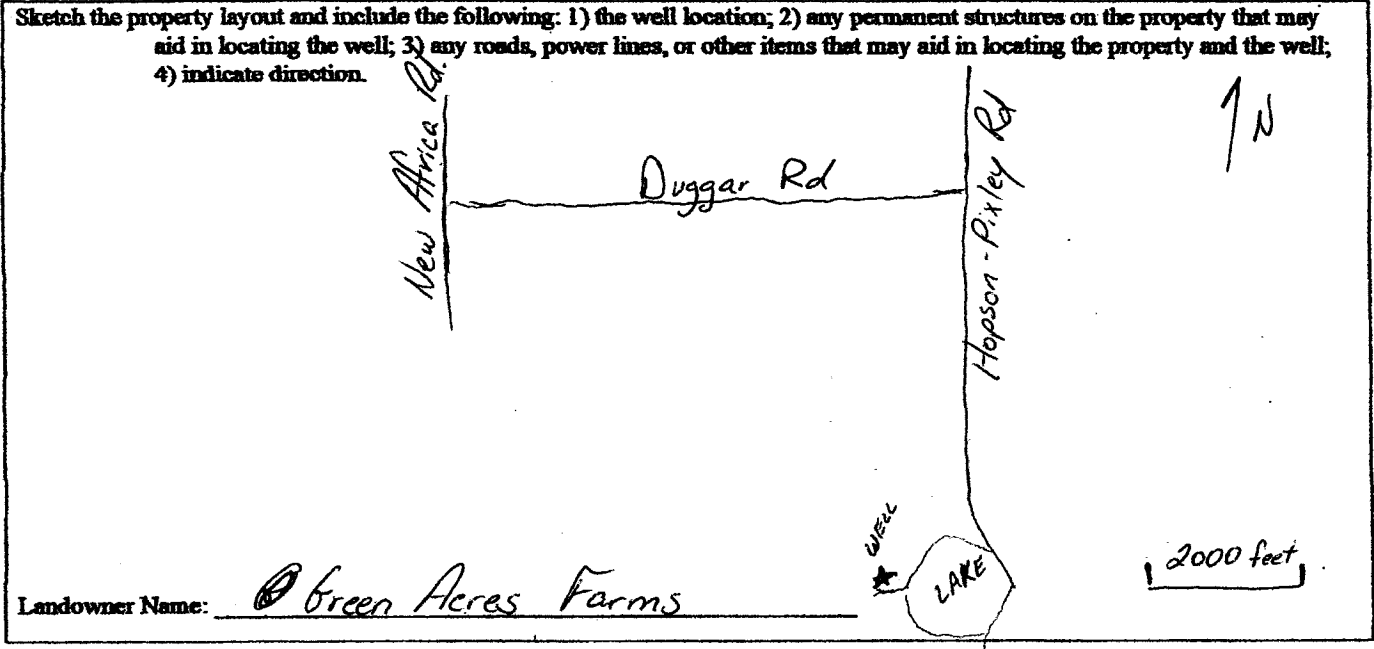 Sketch the property layout and include the following: 1) the well location; 2) any permanent structures on the property that may
aid in locating the well; 3) any roads, power lines, or other items that may aid in locating the property and the well;
4) indicate direction.
New Africa Rd.
Duggar Rd
Hopson - Pixley Rd
N
WELL
LAKE
2000 feet
Landowner Name: Green Acres Farms